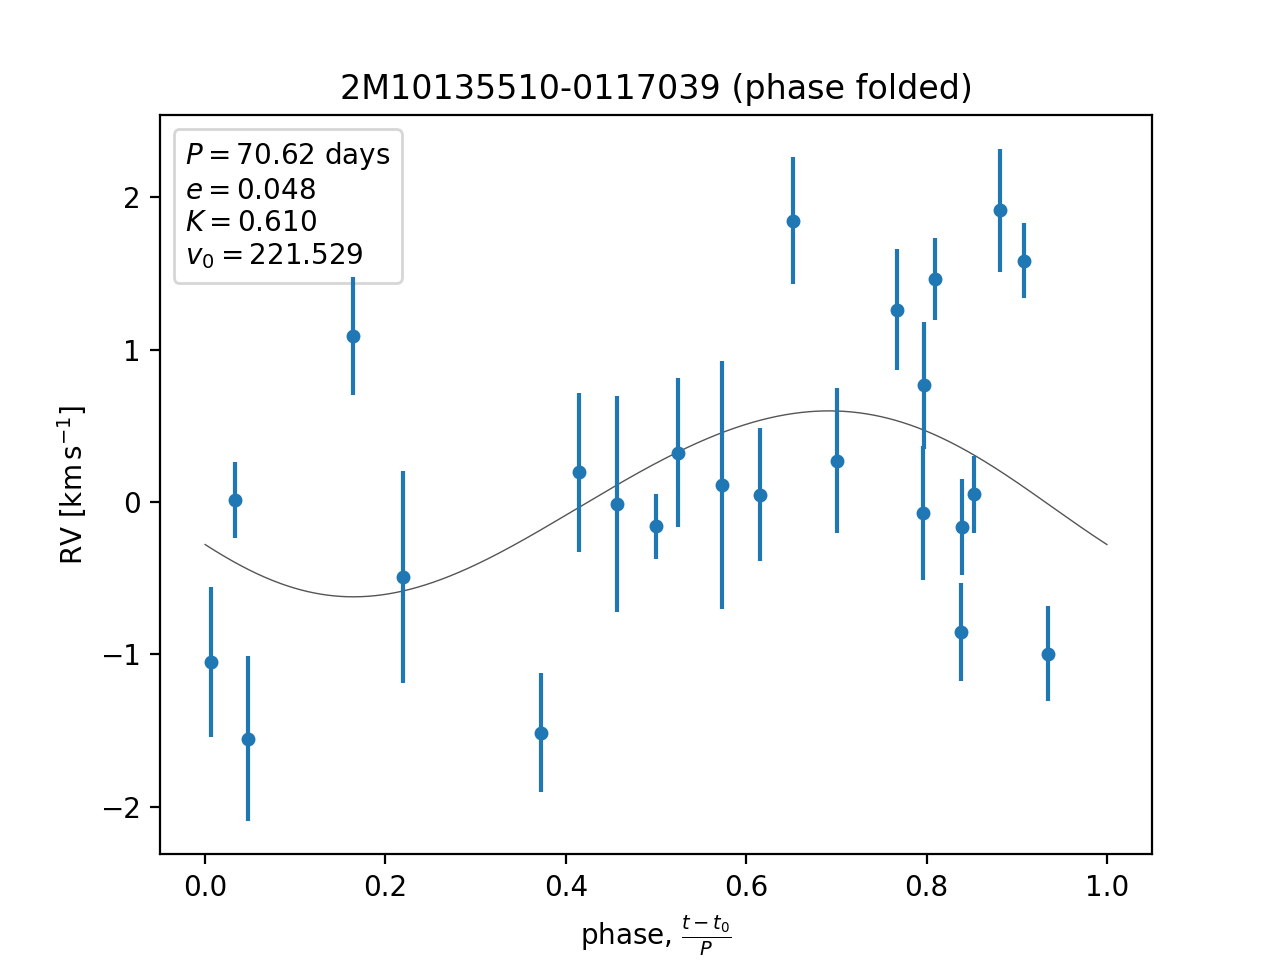 2M10135510-0117039 (phase folded)
P = 70.62 days
e = 0.048
K = 0.610
v₀ = 221.529
2
1
0
−1
−2
RV [km s⁻¹]
0.0 0.2 0.4 0.6 0.8 1.0
phase, (t − t₀)/P